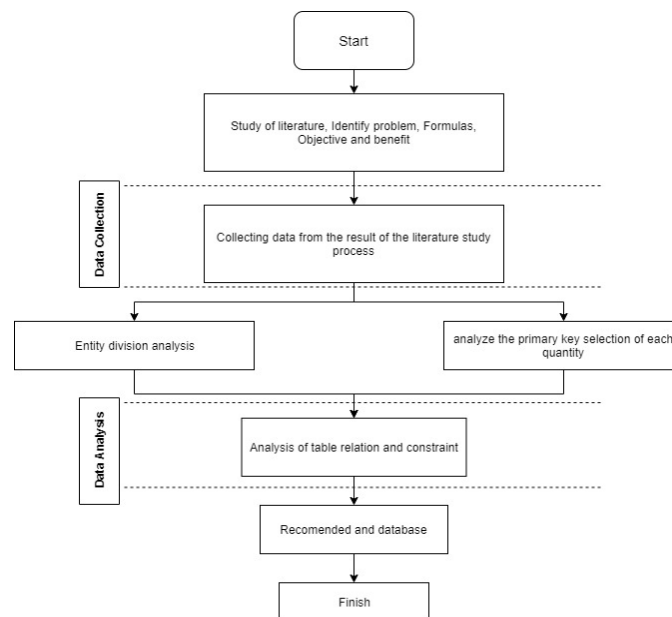 Start
Study of literature, Identify problem, Formulas,
Objective and benefit
Data Collection
Collecting data from the result of the literature study
process
Entity division analysis
analyze the primary key selection of each
quantity
Data Analysis
Analysis of table relation and constraint
Recomended and database
Finish